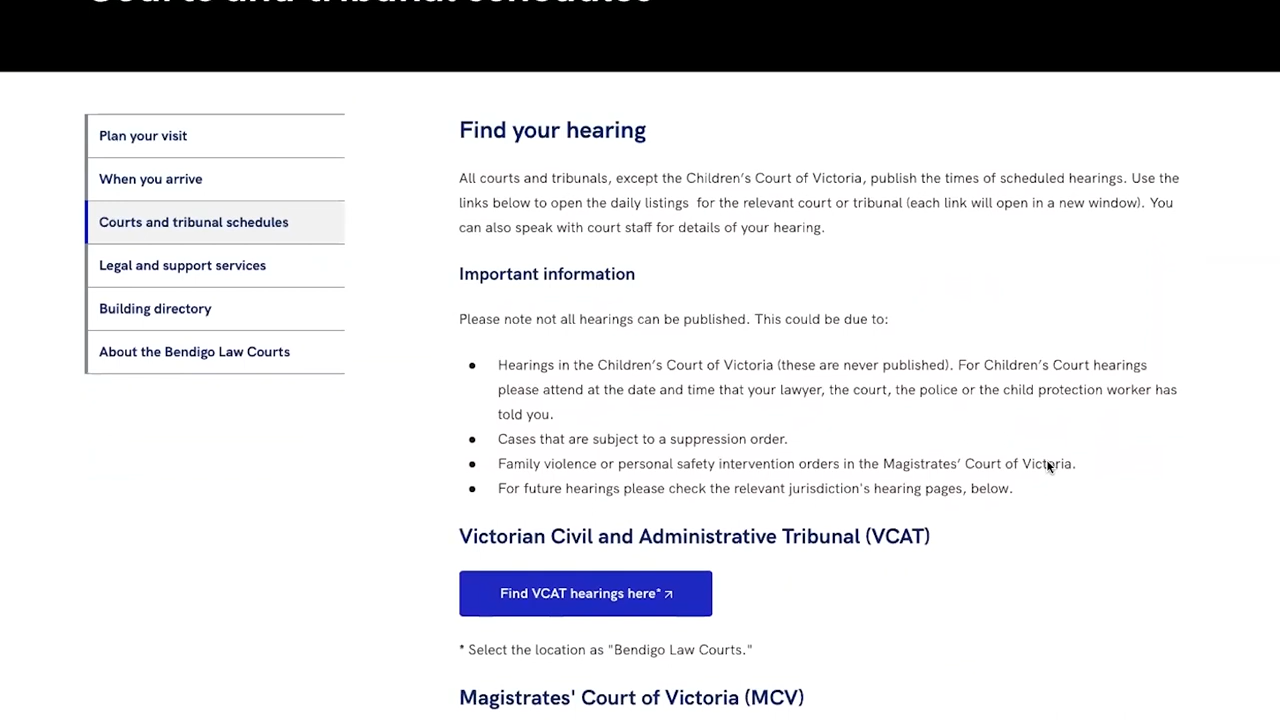 Courts and tribunal schedules
Plan your visit
When you arrive
Courts and tribunal schedules
Legal and support services
Building directory
About the Bendigo Law Courts
Find your hearing
All courts and tribunals, except the Children’s Court of Victoria, publish the times of scheduled hearings. Use the
links below to open the daily listings for the relevant court or tribunal (each link will open in a new window). You
can also speak with court staff for details of your hearing.
Important information
Please note not all hearings can be published. This could be due to:
● Hearings in the Children’s Court of Victoria (these are never published). For Children’s Court hearings
please attend at the date and time that your lawyer, the court, the police or the child protection worker has
told you.
● Cases that are subject to a suppression order.
● Family violence or personal safety intervention orders in the Magistrates’ Court of Victoria.
● For future hearings please check the relevant jurisdiction's hearing pages, below.
Victorian Civil and Administrative Tribunal (VCAT)
Find VCAT hearings here* ↗
* Select the location as "Bendigo Law Courts."
Magistrates' Court of Victoria (MCV)